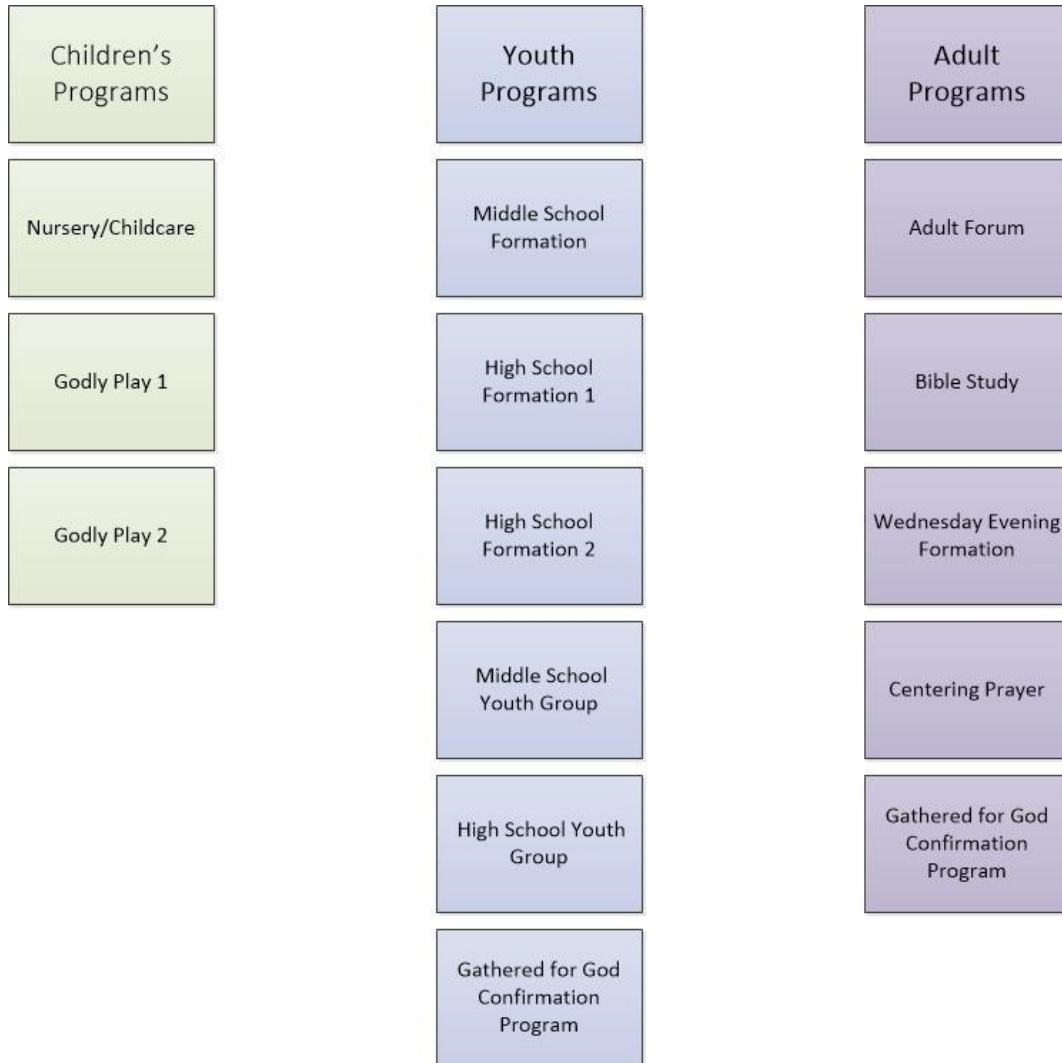 Children's
Programs
Nursery/Childcare
Godly Play 1
Godly Play 2
Youth
Programs
Middle School
Formation
High School
Formation 1
High School
Formation 2
Middle School
Youth Group
High School Youth
Group
Gathered for God
Confirmation
Program
Adult
Programs
Adult Forum
Bible Study
Wednesday Evening
Formation
Centering Prayer
Gathered for God
Confirmation
Program